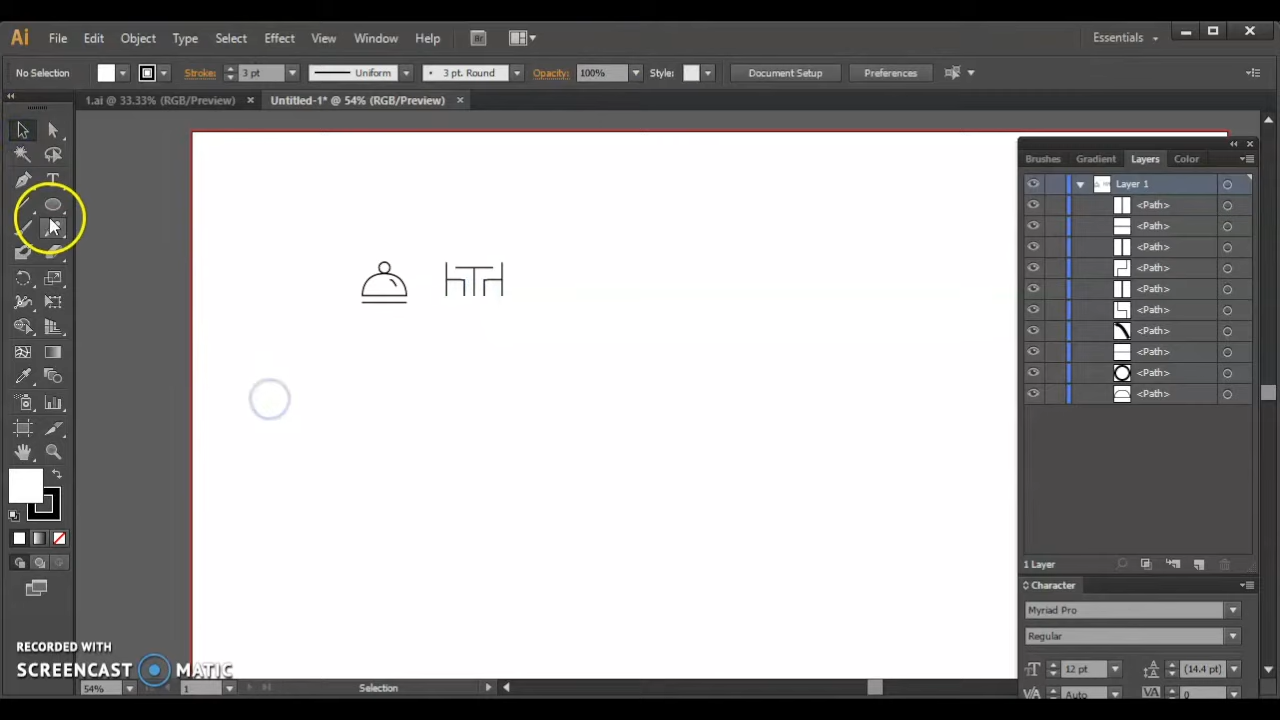 Ai File Edit Object Type Select Effect View Window Help Br Essentials
No Selection Stroke: 3 pt Uniform 3 pt. Round Opacity: 100% Style: Document Setup Preferences
1.ai @ 33.33% (RGB/Preview) Untitled-1* @ 54% (RGB/Preview)
Brushes Gradient Layers Color
Layer 1
<Path>
<Path>
<Path>
<Path>
<Path>
<Path>
<Path>
<Path>
<Path>
<Path>
1 Layer
Character
Myriad Pro
Regular
12 pt (14.4 pt)
Auto 0
RECORDED WITH
SCREENCAST MATIC
54% 1 Selection